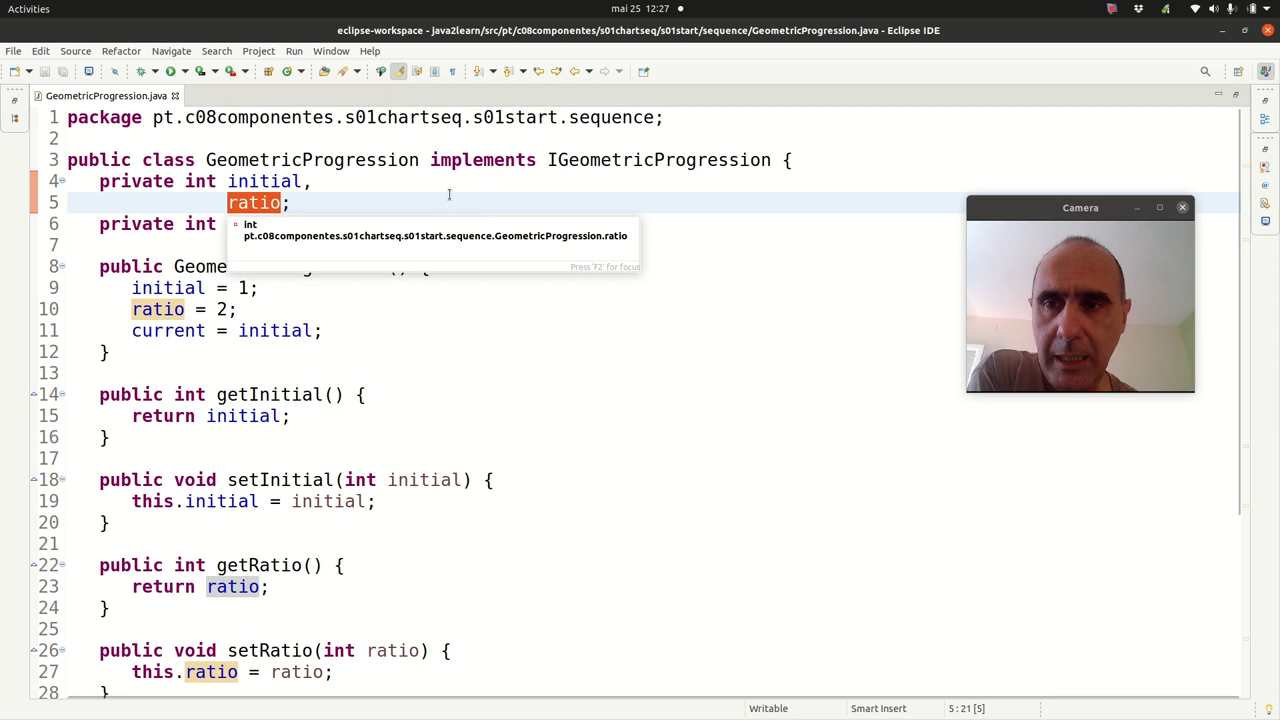 Activities
mai 25 12:27
eclipse-workspace - java2learn/src/pt/c08componentes/s01chartseq/s01start/sequence/GeometricProgression.java - Eclipse IDE
File Edit Source Refactor Navigate Search Project Run Window Help
GeometricProgression.java
1 package pt.c08componentes.s01chartseq.s01start.sequence;
2
3 public class GeometricProgression implements IGeometricProgression {
4 private int initial,
5 ratio;
6 private int
int
pt.c08componentes.s01chartseq.s01start.sequence.GeometricProgression.ratio
Press 'F2' for focus
7
8 public Geome
9 initial = 1;
10 ratio = 2;
11 current = initial;
12 }
13
14 public int getInitial() {
15 return initial;
16 }
17
18 public void setInitial(int initial) {
19 this.initial = initial;
20 }
21
22 public int getRatio() {
23 return ratio;
24 }
25
26 public void setRatio(int ratio) {
27 this.ratio = ratio;
28 }
Camera
Writable
Smart Insert
5 : 21 [5]